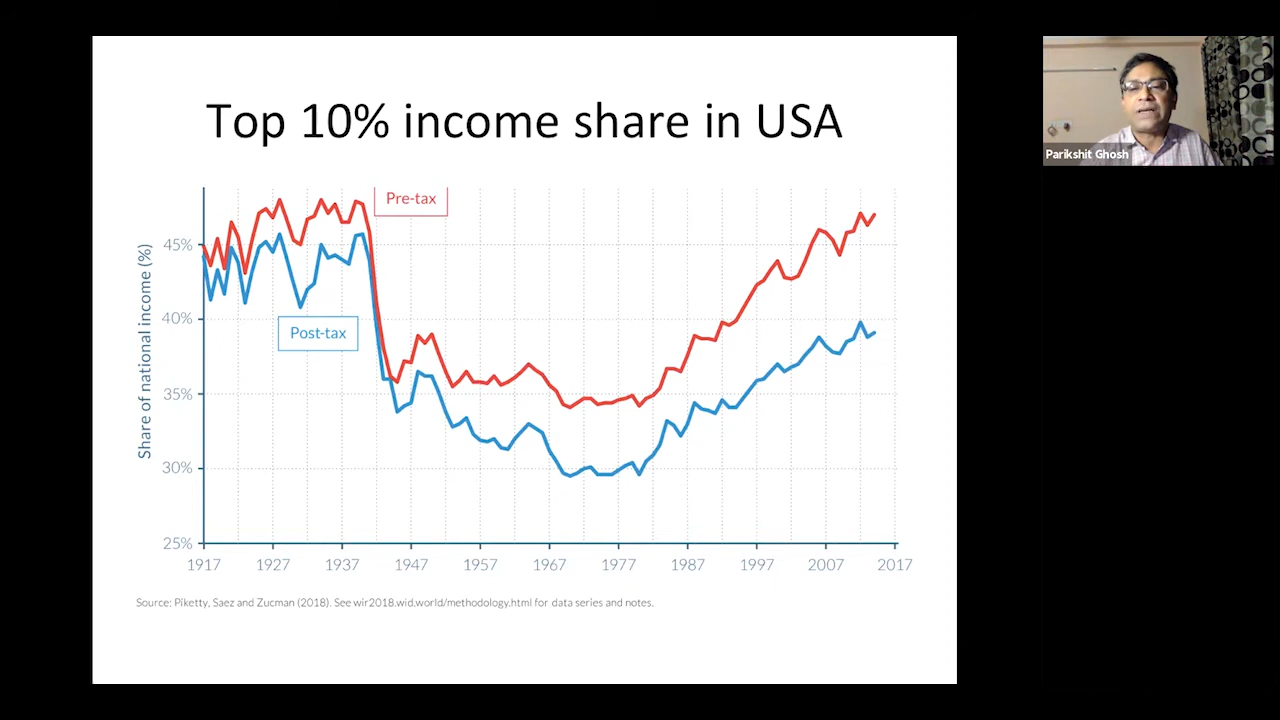 Top 10% income share in USA
Parikshit Ghosh
Pre-tax
Post-tax
Share of national income (%)
45%
40%
35%
30%
25%
1917 1927 1937 1947 1957 1967 1977 1987 1997 2007 2017
Source: Piketty, Saez and Zucman (2018). See wir2018.wid.world/methodology.html for data series and notes.